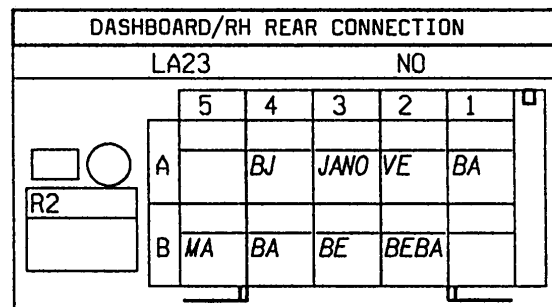 DASHBOARD/RH REAR CONNECTION
LA23 NO
5 4 3 2 1
A BJ JANO VE BA
R2
B MA BA BE BEBA